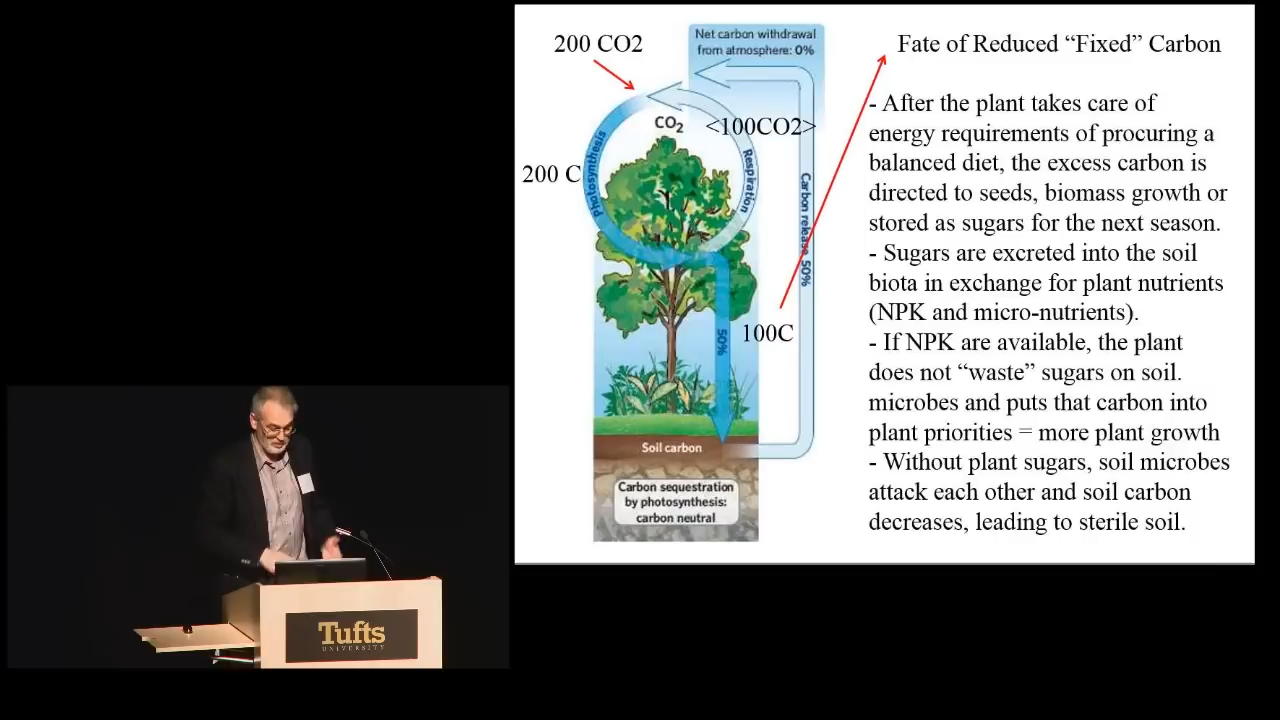 200 CO2
Net carbon withdrawal
from atmosphere: 0%
CO2
<100CO2>
200 C
Photosynthesis
Respiration
Carbon release 50%
100C
50%
Soil carbon
Carbon sequestration
by photosynthesis:
carbon neutral
Fate of Reduced “Fixed” Carbon
- After the plant takes care of
energy requirements of procuring a
balanced diet, the excess carbon is
directed to seeds, biomass growth or
stored as sugars for the next season.
- Sugars are excreted into the soil
biota in exchange for plant nutrients
(NPK and micro-nutrients).
- If NPK are available, the plant
does not “waste” sugars on soil.
microbes and puts that carbon into
plant priorities = more plant growth
- Without plant sugars, soil microbes
attack each other and soil carbon
decreases, leading to sterile soil.
Tufts
UNIVERSITY